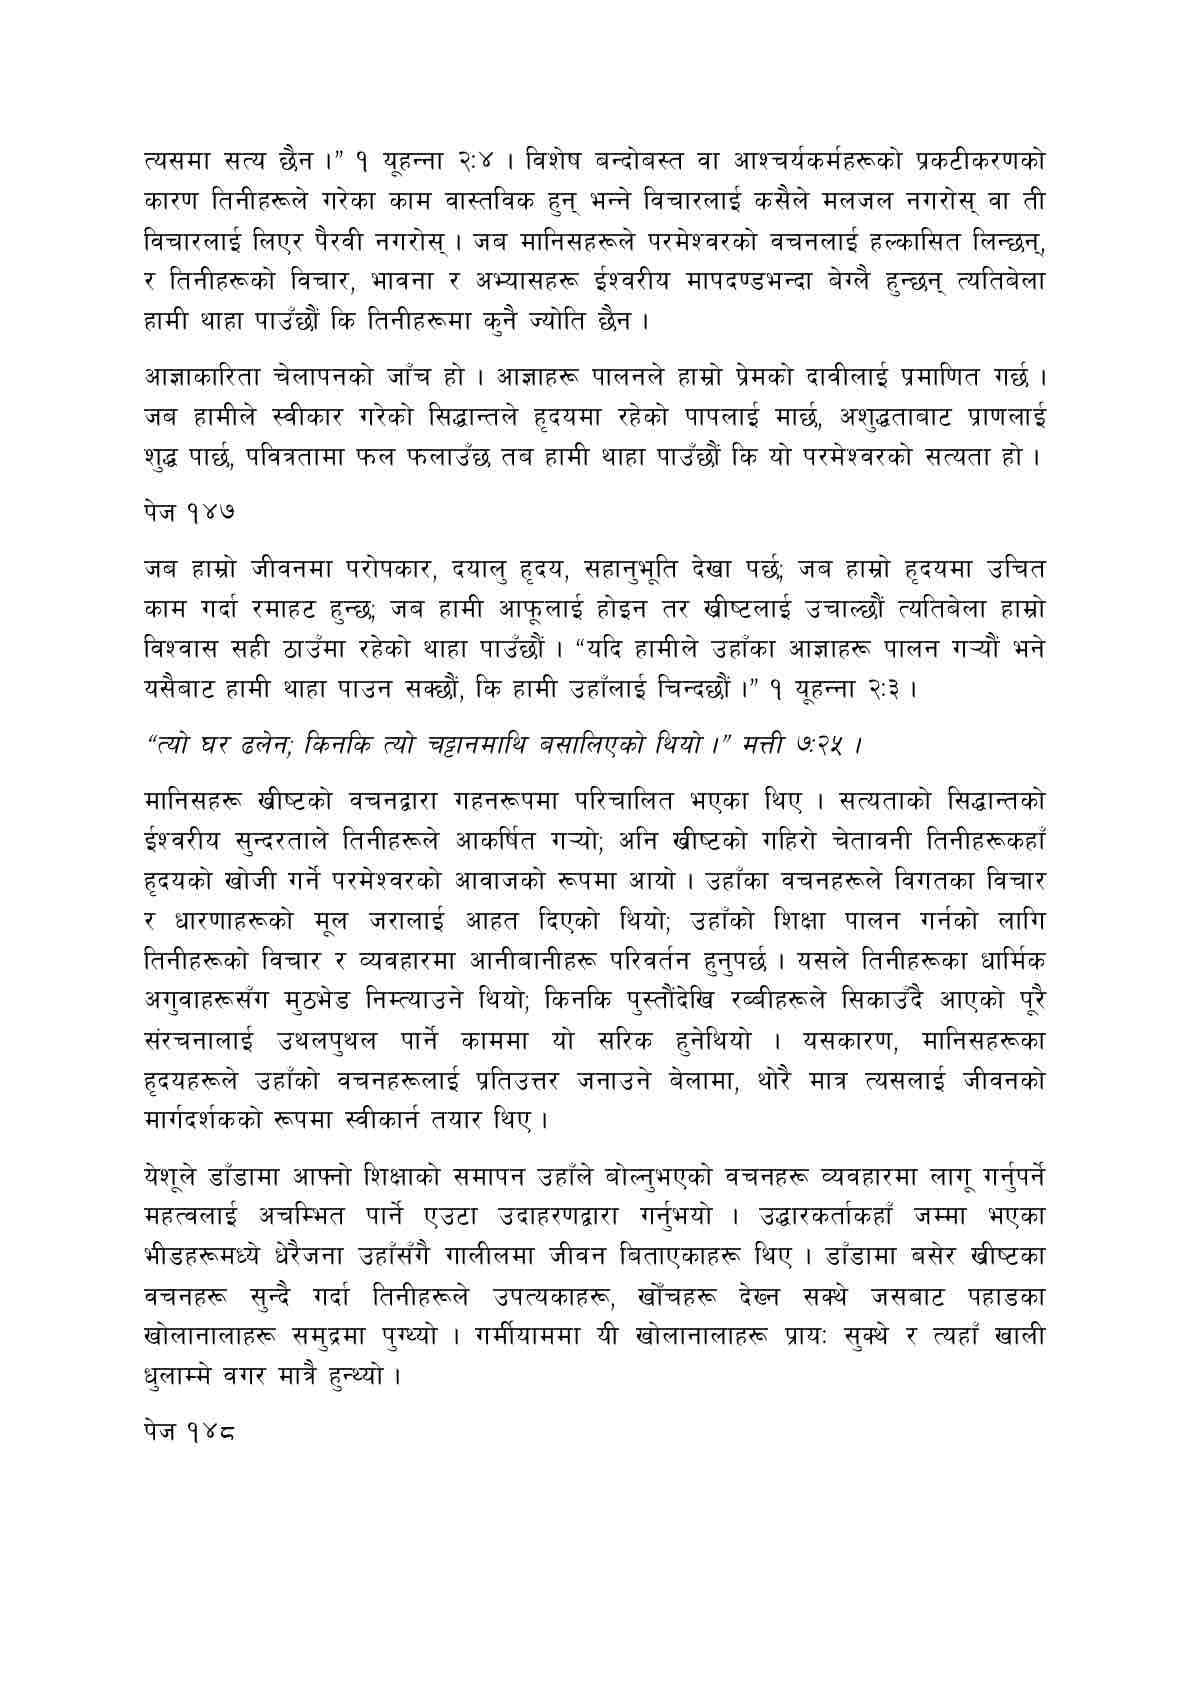 त्यसमा सत्य छैन ।” १ यूहन्ना २:४ । विशेष बन्दोबस्त वा आश्चर्यकर्महरूको प्रकटीकरणको
कारण तिनीहरूले गरेका काम वास्तविक हुन् भन्ने विचारलाई कसैले मलजल नगरोस् वा ती
विचारलाई लिएर पैरवी नगरोस् । जब मानिसहरूले परमेश्वरको वचनलाई हल्कासित लिन्छन्,
र तिनीहरूको विचार, भावना र अभ्यासहरू ईश्वरीय मापदण्डभन्दा बेग्लै हुन्छन् त्यतिबेला
हामी थाहा पाउँछौं कि तिनीहरूमा कुनै ज्योति छैन ।
आज्ञाकारिता चेलापनको जाँच हो । आज्ञाहरू पालनले हाम्रो प्रेमको दावीलाई प्रमाणित गर्छ ।
जब हामीले स्वीकार गरेको सिद्धान्तले हृदयमा रहेको पापलाई मार्छ, अशुद्धताबाट प्राणलाई
शुद्ध पार्छ, पवित्रतामा फल फलाउँछ तब हामी थाहा पाउँछौं कि यो परमेश्वरको सत्यता हो ।
पेज १४७
जब हाम्रो जीवनमा परोपकार, दयालु हृदय, सहानुभूति देखा पर्छ; जब हाम्रो हृदयमा उचित
काम गर्दा रमाहट हुन्छ; जब हामी आफूलाई होइन तर ख्रीष्टलाई उचाल्छौं त्यतिबेला हाम्रो
विश्वास सही ठाउँमा रहेको थाहा पाउँछौं । “यदि हामीले उहाँका आज्ञाहरू पालन गऱ्यौं भने
यसैबाट हामी थाहा पाउन सक्छौं, कि हामी उहाँलाई चिन्दछौं ।” १ यूहन्ना २:३ ।
“त्यो घर ढलेन; किनकि त्यो चट्टानमाथि बसालिएको थियो ।” मत्ती ७:२५ ।
मानिसहरू ख्रीष्टको वचनद्वारा गहनरूपमा परिचालित भएका थिए । सत्यताको सिद्धान्तको
ईश्वरीय सुन्दरताले तिनीहरूले आकर्षित गऱ्यो; अनि ख्रीष्टको गहिरो चेतावनी तिनीहरूकहाँ
हृदयको खोजी गर्ने परमेश्वरको आवाजको रूपमा आयो । उहाँका वचनहरूले विगतका विचार
र धारणाहरूको मूल जरालाई आहत दिएको थियो; उहाँको शिक्षा पालन गर्नको लागि
तिनीहरूको विचार र व्यवहारमा आनीबानीहरू परिवर्तन हुनुपर्छ । यसले तिनीहरूका धार्मिक
अगुवाहरूसँग मुठभेड निम्त्याउने थियो; किनकि पुस्तौंदेखि रब्बीहरूले सिकाउँदै आएको पूरै
संरचनालाई उथलपुथल पार्ने काममा यो सरिक हुनेथियो । यसकारण, मानिसहरूका
हृदयहरूले उहाँको वचनहरूलाई प्रतिउत्तर जनाउने बेलामा, थोरै मात्र त्यसलाई जीवनको
मार्गदर्शकको रूपमा स्वीकार्न तयार थिए ।
येशूले डाँडामा आफ्नो शिक्षाको समापन उहाँले बोल्नुभएको वचनहरू व्यवहारमा लागू गर्नुपर्ने
महत्वलाई अचम्भित पार्ने एउटा उदाहरणद्वारा गर्नुभयो । उद्धारकर्ताकहाँ जम्मा भएका
भीडहरूमध्ये धेरैजना उहाँसँगै गालीलमा जीवन बिताएकाहरू थिए । डाँडामा बसेर ख्रीष्टका
वचनहरू सुन्दै गर्दा तिनीहरूले उपत्यकाहरू, खोँचहरू देख्न सक्थे जसबाट पहाडका
खोलानालाहरू समुद्रमा पुग्थ्यो । गर्मीयाममा यी खोलानालाहरू प्रायः सुक्थे र त्यहाँ खाली
धुलाम्मे वगर मात्रै हुन्थ्यो ।
पेज १४८